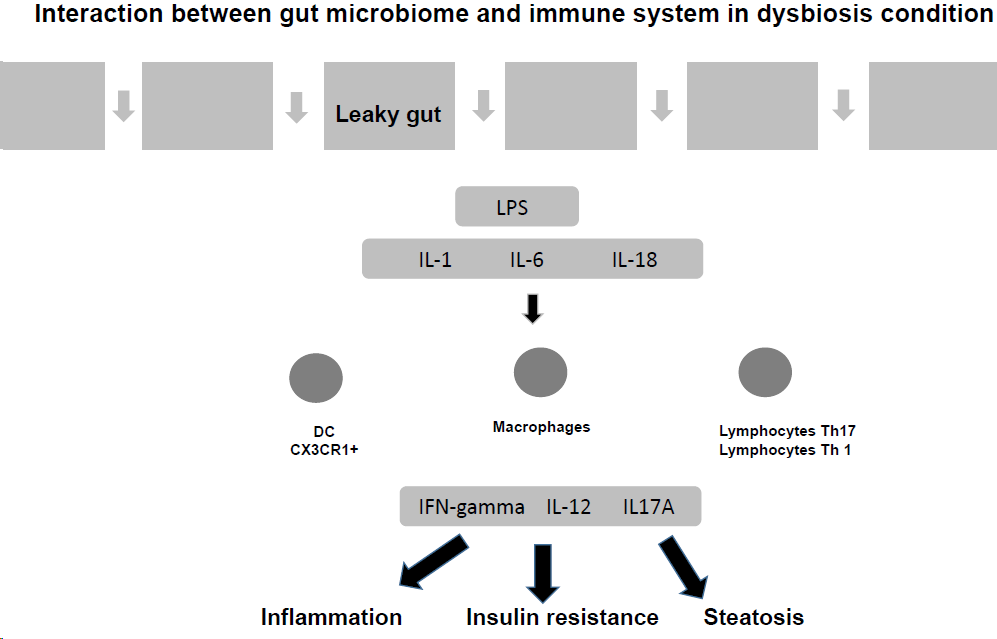 Interaction between gut microbiome and immune system in dysbiosis condition
Leaky gut
LPS
IL-1 IL-6 IL-18
DC
CX3CR1+
Macrophages
Lymphocytes Th17
Lymphocytes Th 1
IFN-gamma IL-12 IL17A
Inflammation Insulin resistance Steatosis